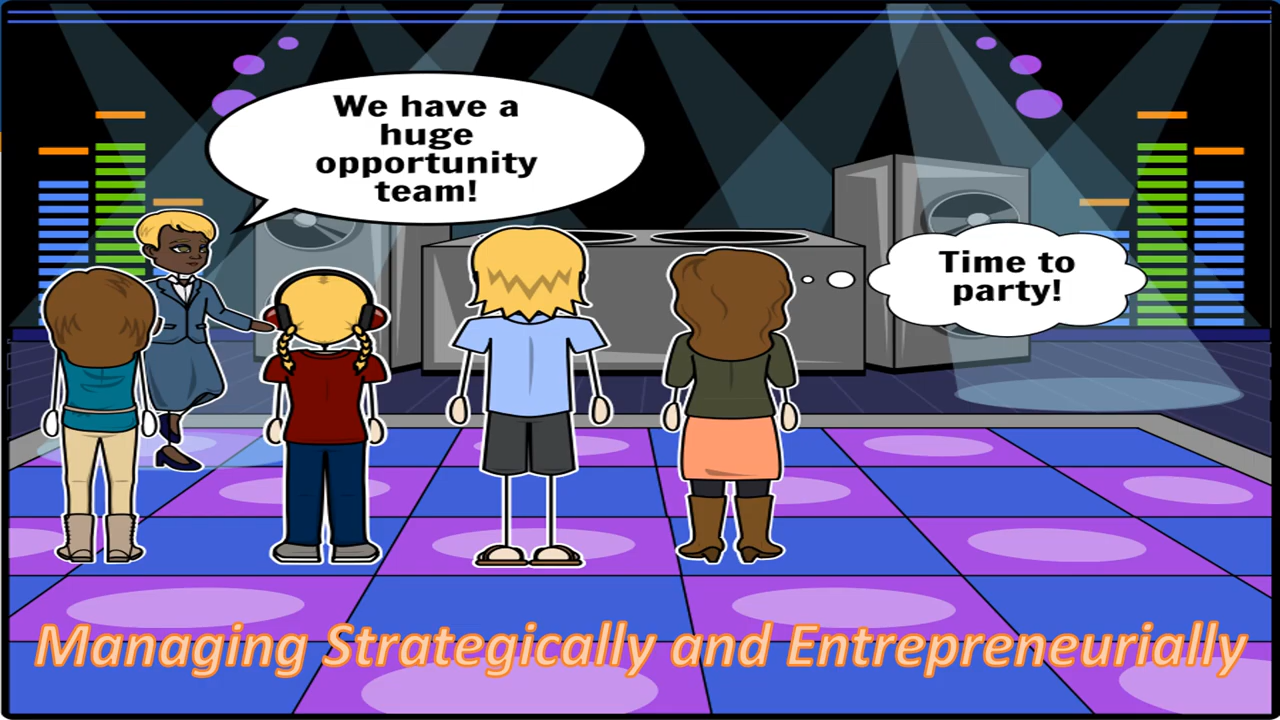 We have a
huge
opportunity
team!
Time to
party!
Managing Strategically and Entrepreneurially